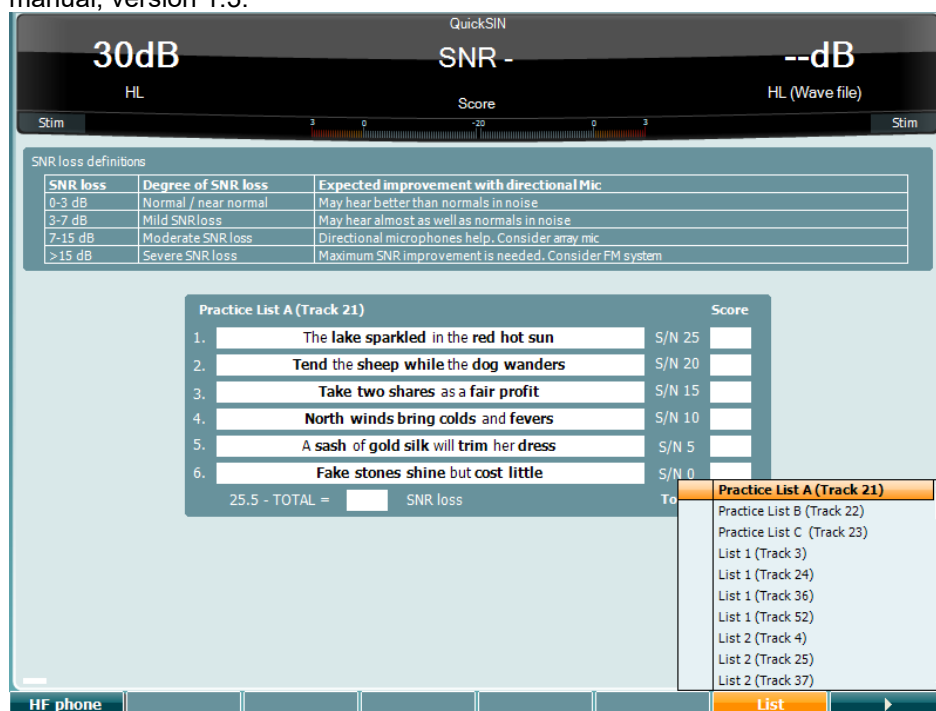 manual, version 1.3.
QuickSIN
30dB SNR - --dB
HL Score HL (Wave file)
Stim 3 0 -20 0 3 Stim
SNR loss definitions
SNR loss Degree of SNR loss Expected improvement with directional Mic
0-3 dB Normal / near normal May hear better than normals in noise
3-7 dB Mild SNR loss May hear almost as well as normals in noise
7-15 dB Moderate SNR loss Directional microphones help. Consider array mic
>15 dB Severe SNR loss Maximum SNR improvement is needed. Consider FM system
Practice List A (Track 21) Score
1. The lake sparkled in the red hot sun S/N 25
2. Tend the sheep while the dog wanders S/N 20
3. Take two shares as a fair profit S/N 15
4. North winds bring colds and fevers S/N 10
5. A sash of gold silk will trim her dress S/N 5
6. Fake stones shine but cost little S/N 0
25.5 - TOTAL = SNR loss To
Practice List A (Track 21)
Practice List B (Track 22)
Practice List C (Track 23)
List 1 (Track 3)
List 1 (Track 24)
List 1 (Track 36)
List 1 (Track 52)
List 2 (Track 4)
List 2 (Track 25)
List 2 (Track 37)
HF phone List